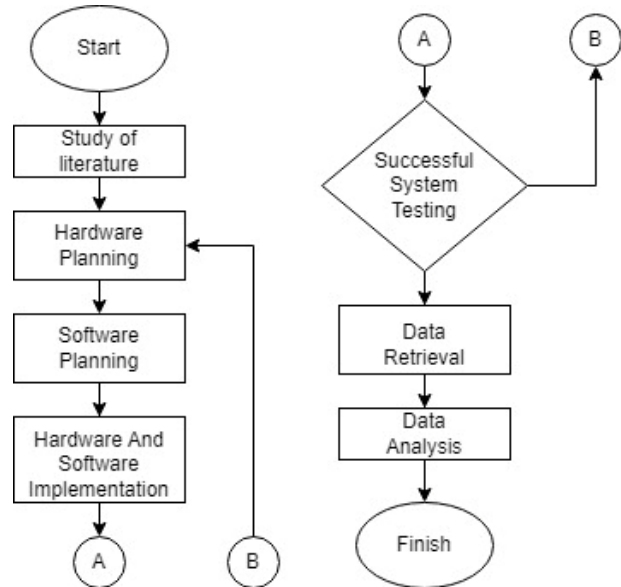 Start
Study of
literature
Hardware
Planning
Software
Planning
Hardware And
Software
Implementation
A
B
A
B
Successful
System
Testing
Data
Retrieval
Data
Analysis
Finish